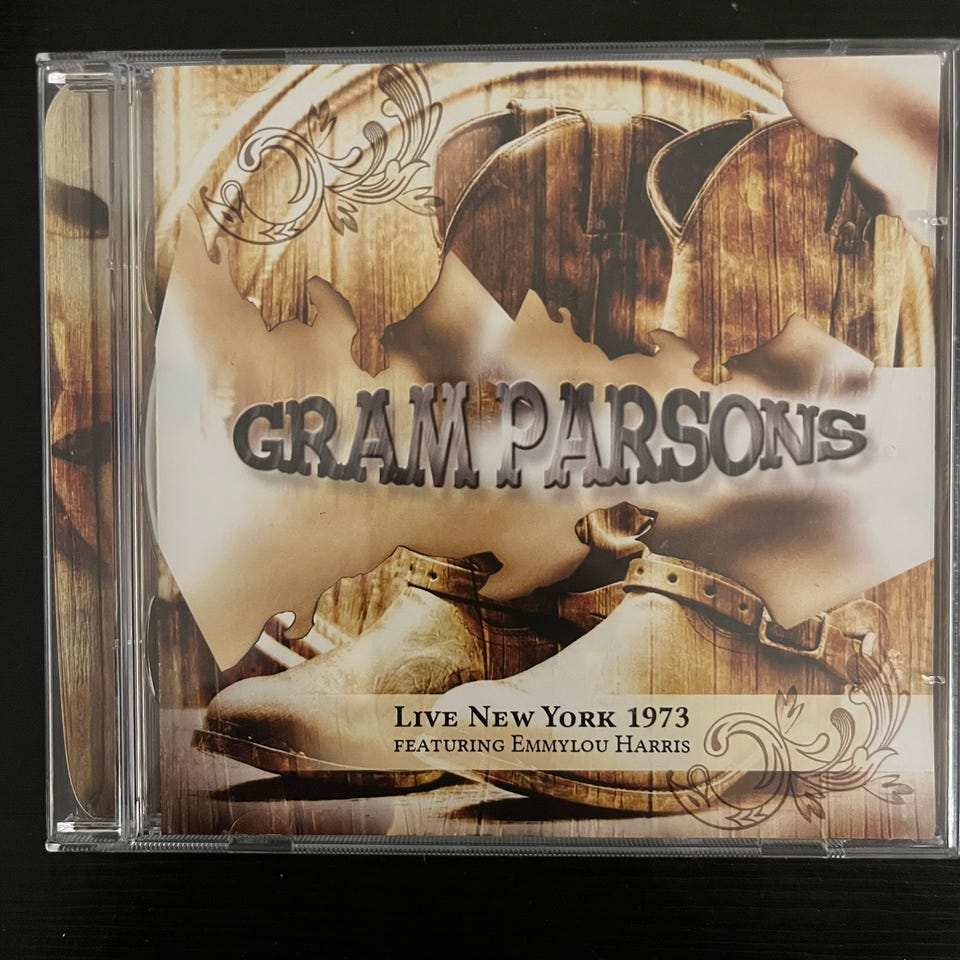 GRAM PARSONS
LIVE NEW YORK 1973
FEATURING EMMYLOU HARRIS